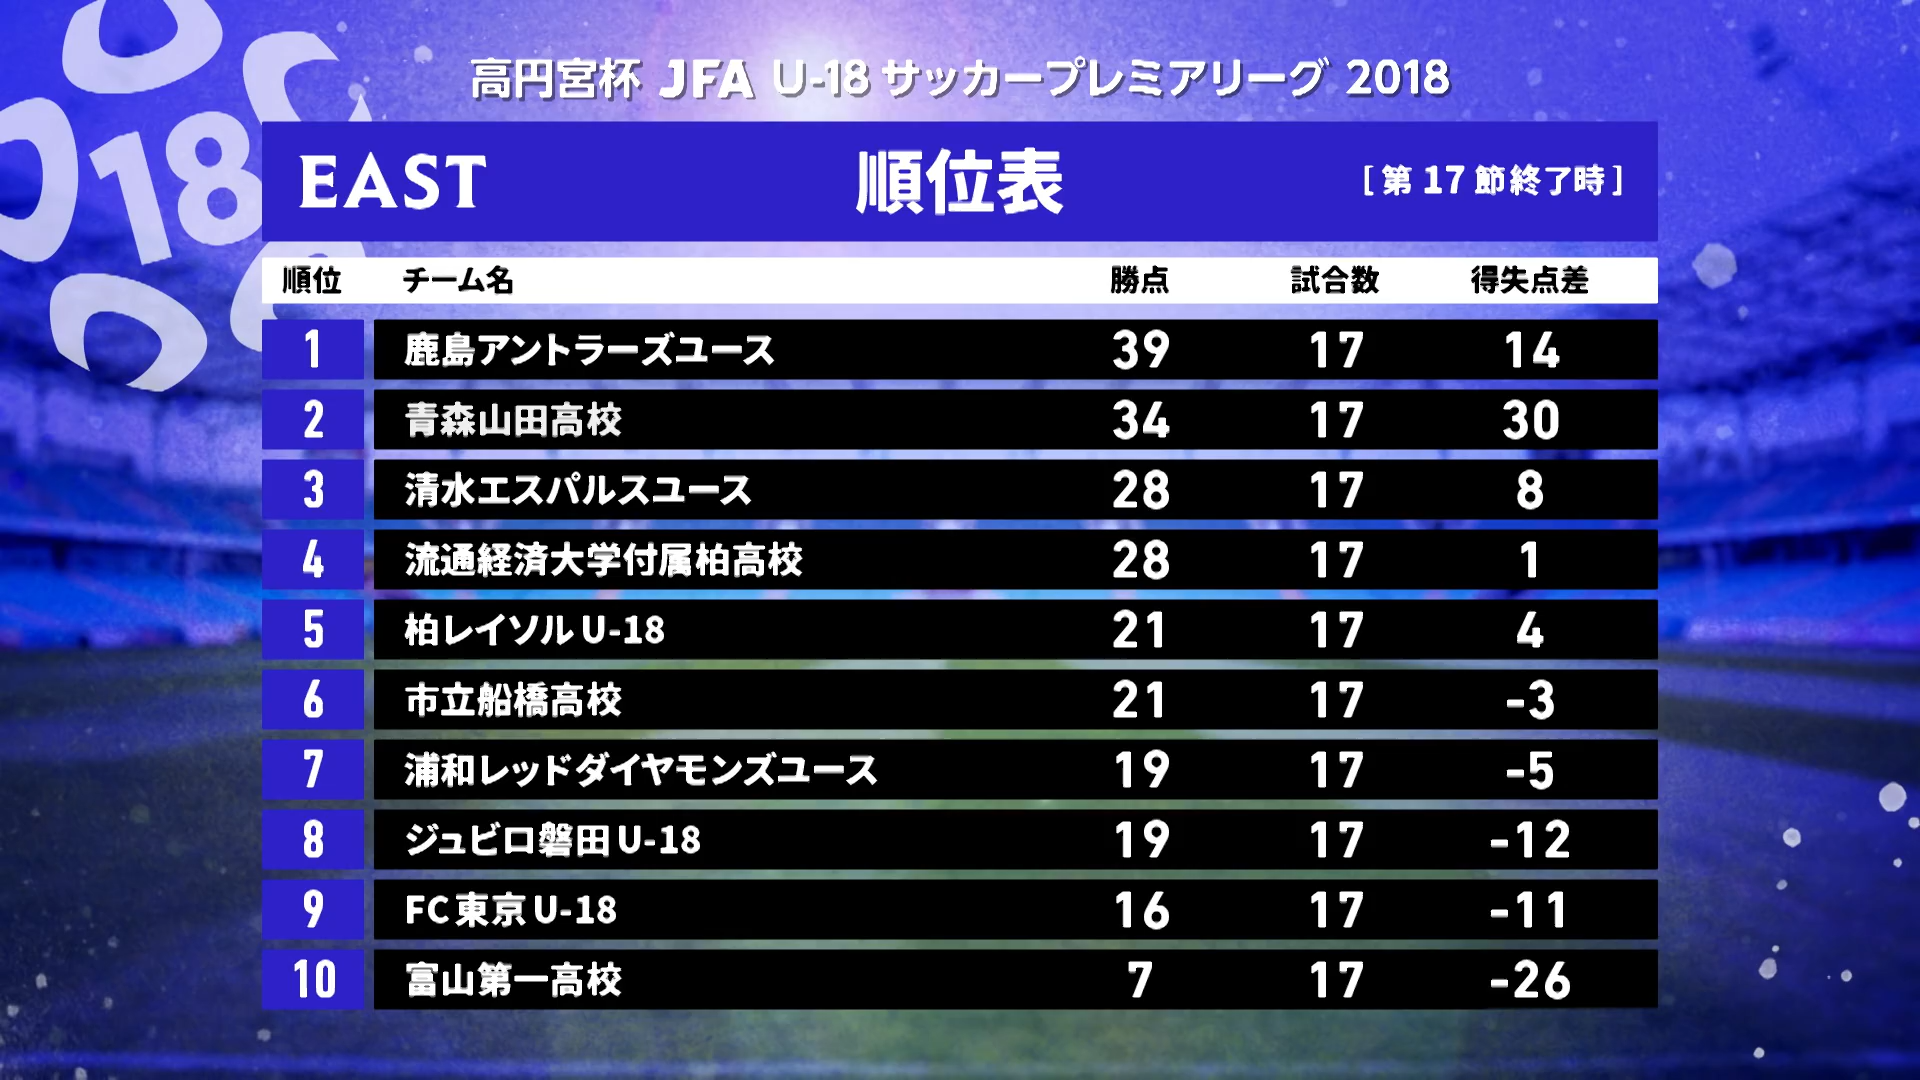 高円宮杯 JFA U-18 サッカープレミアリーグ 2018
18
EAST 順位表 [第17節終了時]
順位 チーム名 勝点 試合数 得失点差
1 鹿島アントラーズユース 39 17 14
2 青森山田高校 34 17 30
3 清水エスパルスユース 28 17 8
4 流通経済大学付属柏高校 28 17 1
5 柏レイソルU-18 21 17 4
6 市立船橋高校 21 17 -3
7 浦和レッドダイヤモンズユース 19 17 -5
8 ジュビロ磐田U-18 19 17 -12
9 FC東京U-18 16 17 -11
10 富山第一高校 7 17 -26